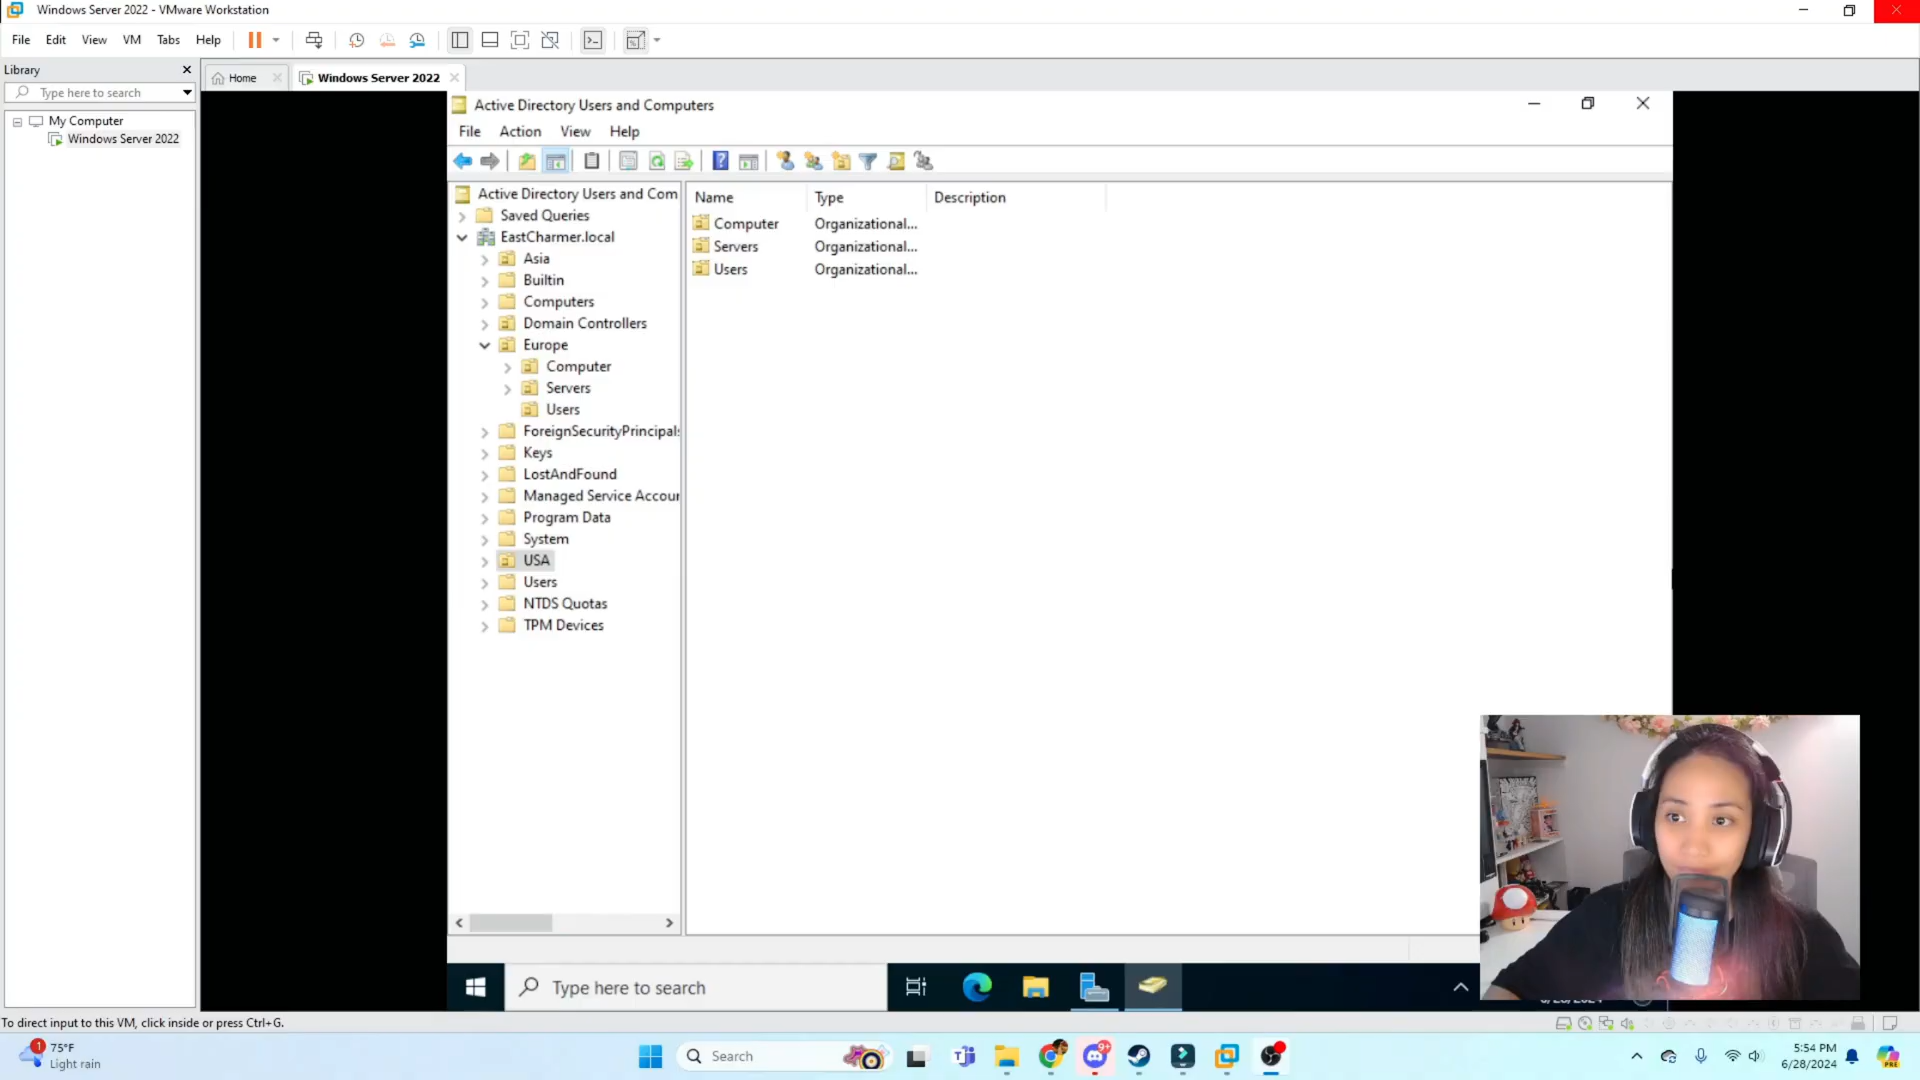 Windows Server 2022 - VMware Workstation
File Edit View VM Tabs Help
Library
Home
Windows Server 2022
Type here to search
My Computer
Windows Server 2022
Active Directory Users and Computers
File Action View Help
Active Directory Users and Com
Saved Queries
EastCharmer.local
Asia
Builtin
Computers
Domain Controllers
Europe
Computer
Servers
Users
ForeignSecurityPrincipals
Keys
LostAndFound
Managed Service Accour
Program Data
System
USA
Users
NTDS Quotas
TPM Devices
Name Type Description
Computer Organizational...
Servers Organizational...
Users Organizational...
Type here to search
To direct input to this VM, click inside or press Ctrl+G.
1
75°F
Light rain
Search
9+
5:54 PM
6/28/2024
PRE